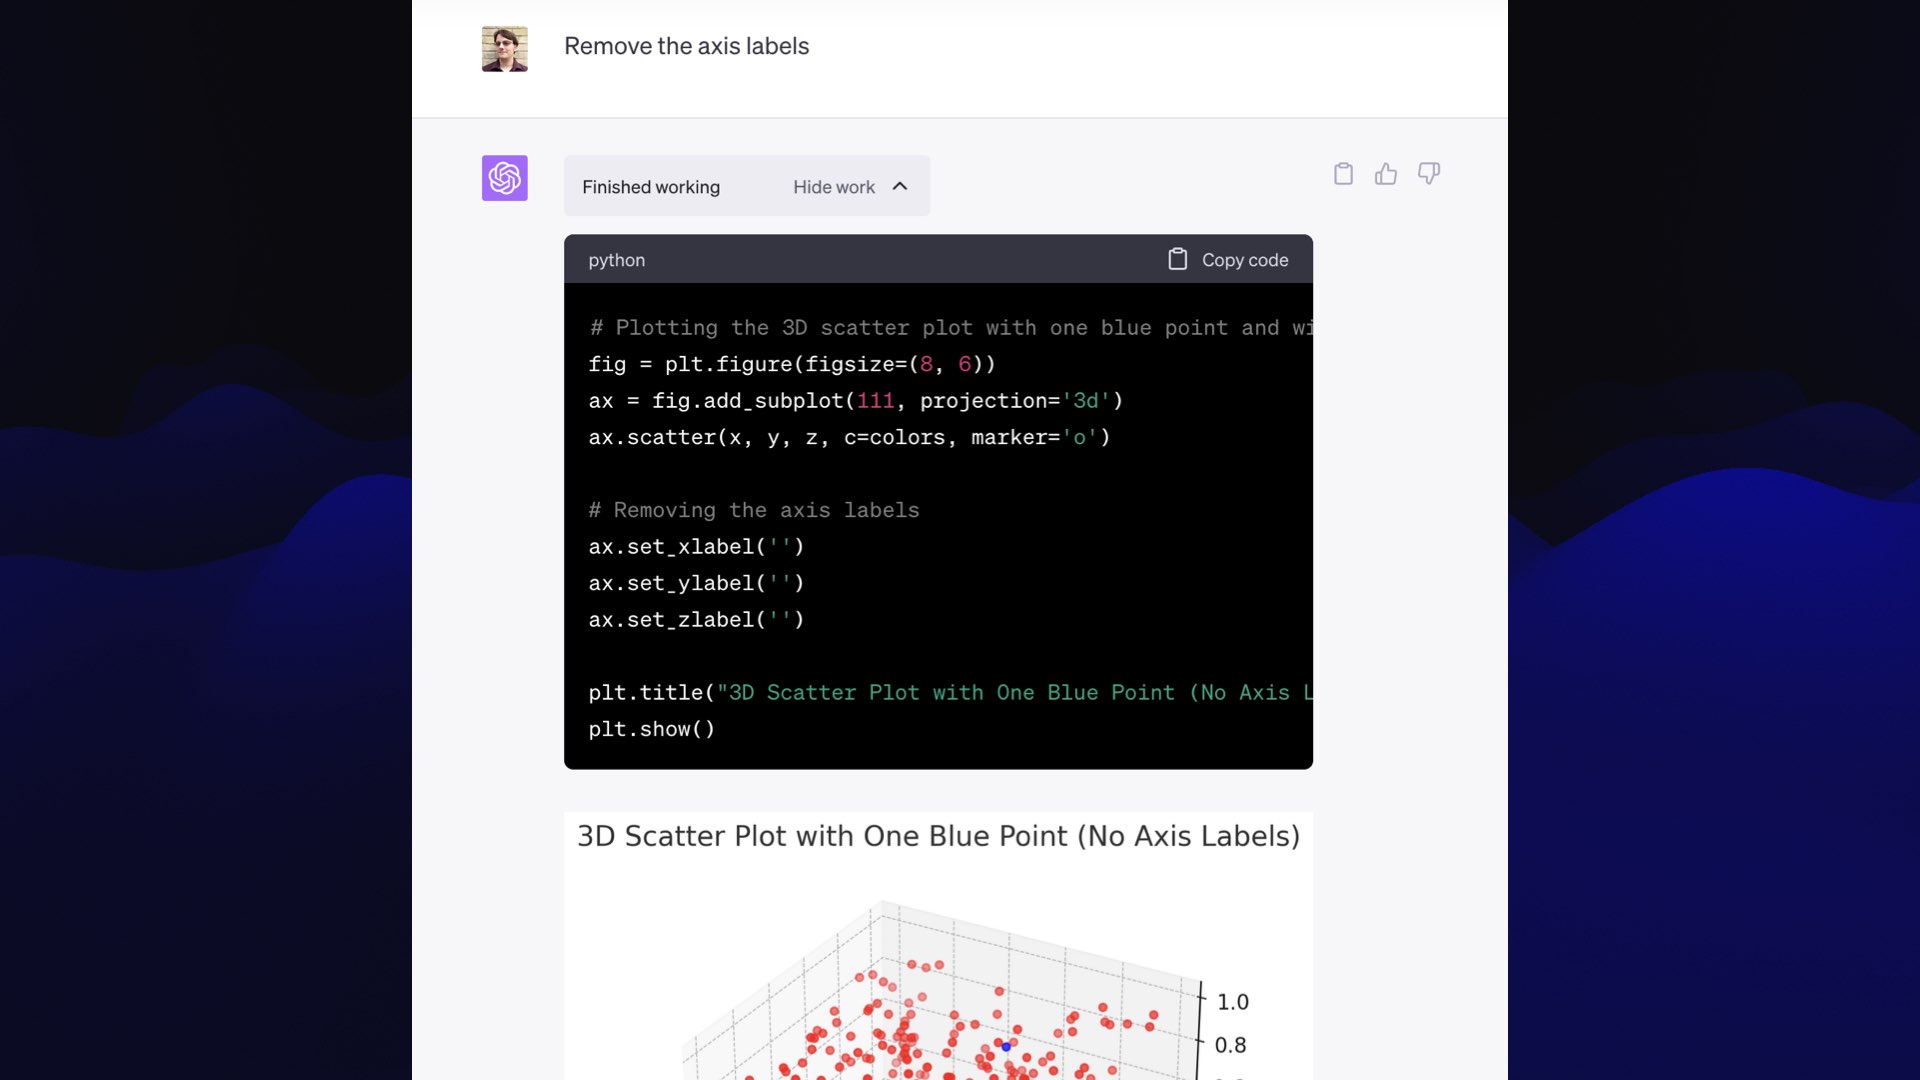 Remove the axis labels
Finished working Hide work
python Copy code
# Plotting the 3D scatter plot with one blue point and wi
fig = plt.figure(figsize=(8, 6))
ax = fig.add_subplot(111, projection='3d')
ax.scatter(x, y, z, c=colors, marker='o')
# Removing the axis labels
ax.set_xlabel('')
ax.set_ylabel('')
ax.set_zlabel('')
plt.title("3D Scatter Plot with One Blue Point (No Axis L
plt.show()
3D Scatter Plot with One Blue Point (No Axis Labels)
1.0
0.8